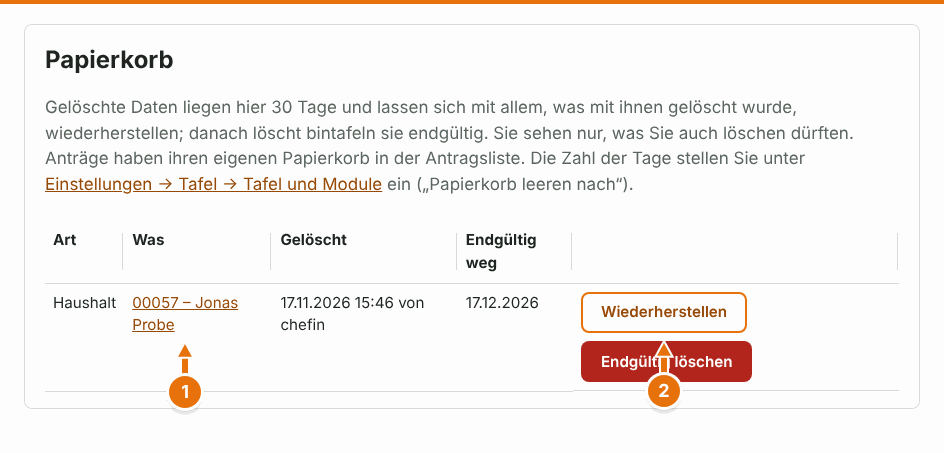 Papierkorb
Gelöschte Daten liegen hier 30 Tage und lassen sich mit allem, was mit ihnen gelöscht wurde,
wiederherstellen; danach löscht bintafeln sie endgültig. Sie sehen nur, was Sie auch löschen dürften.
Anträge haben ihren eigenen Papierkorb in der Antragsliste. Die Zahl der Tage stellen Sie unter
Einstellungen → Tafel → Tafel und Module ein („Papierkorb leeren nach“).
Art Was Gelöscht Endgültig
weg
Haushalt 00057 – Jonas 17.11.2026 15:46 von 17.12.2026 Wiederherstellen
Probe chefin
Endgültig löschen
1 2